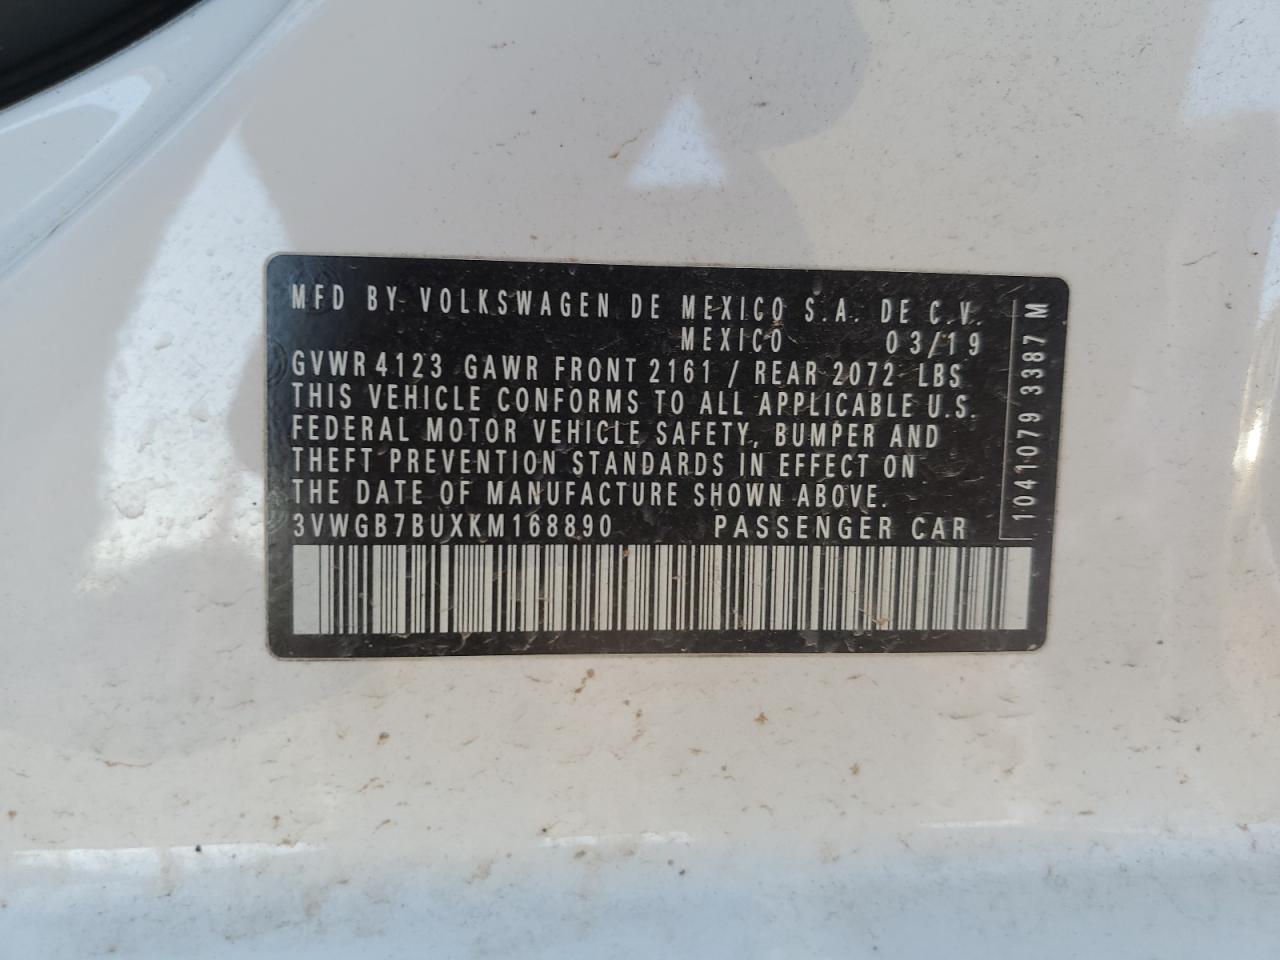 MFD BY VOLKSWAGEN DE MEXICO S.A. DE C.V.
MEXICO 03/19
GVWR 4123 GAWR FRONT 2161 / REAR 2072 LBS
THIS VEHICLE CONFORMS TO ALL APPLICABLE U.S.
FEDERAL MOTOR VEHICLE SAFETY, BUMPER AND
THEFT PREVENTION STANDARDS IN EFFECT ON
THE DATE OF MANUFACTURE SHOWN ABOVE.
3VWGB7BUXKM168890 PASSENGER CAR
1041079 3387 M